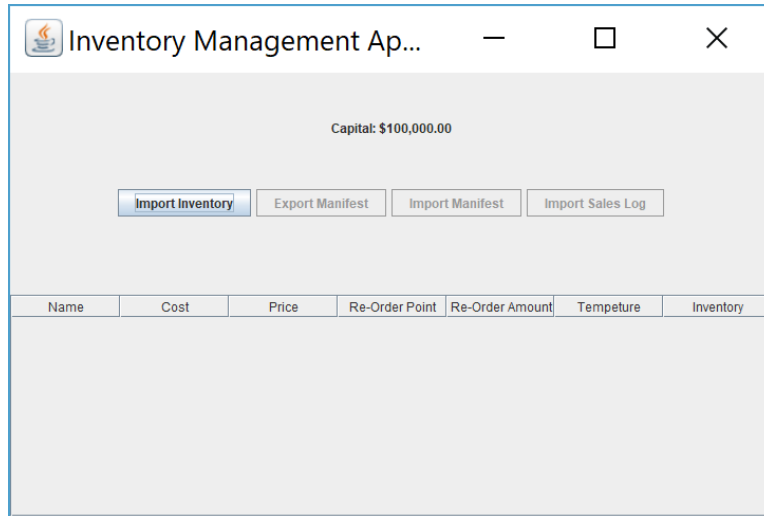 Inventory Management Ap...
Capital: $100,000.00
Import Inventory Export Manifest Import Manifest Import Sales Log
Name Cost Price Re-Order Point Re-Order Amount Tempeture Inventory